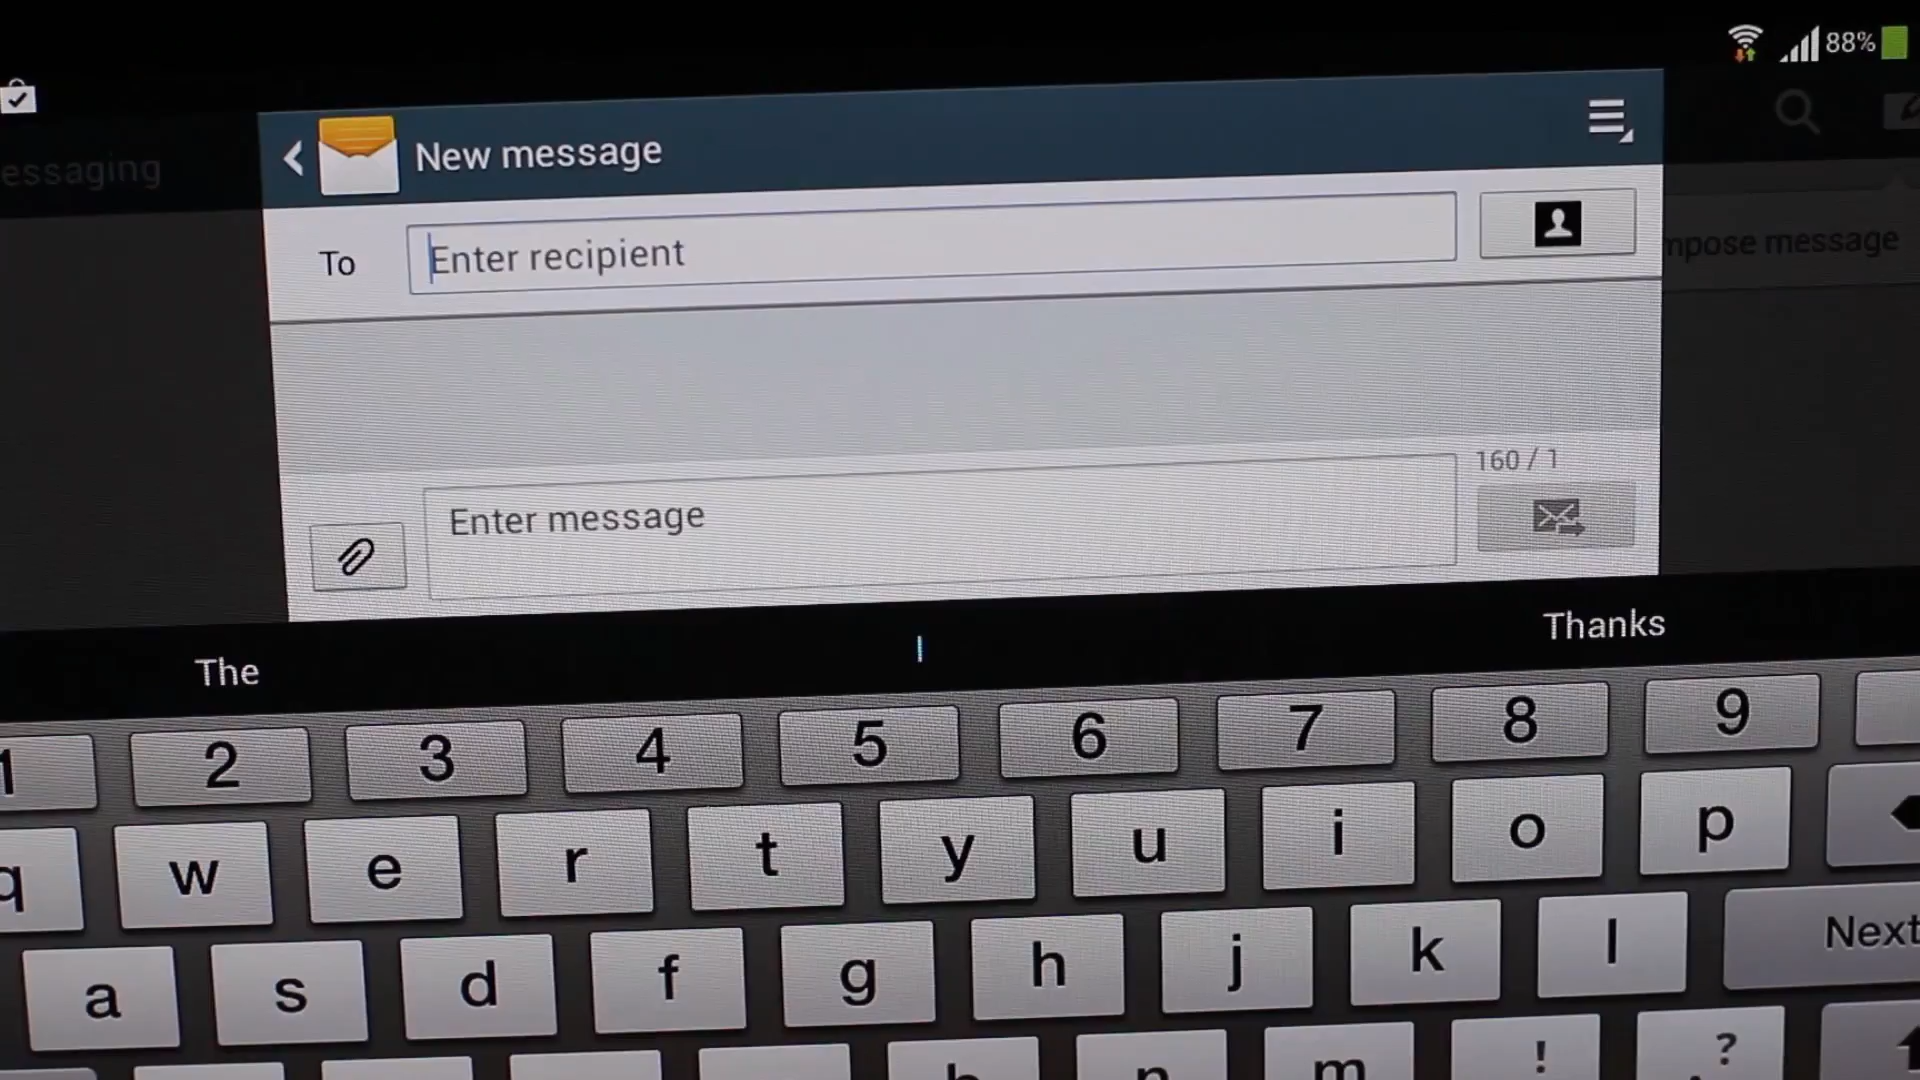 88%
essaging
New message
To
Enter recipient
mpose message
160 / 1
Enter message
The
I
Thanks
1 2 3 4 5 6 7 8 9
q w e r t y u i o p
a s d f g h j k l Next
b n m ! ?